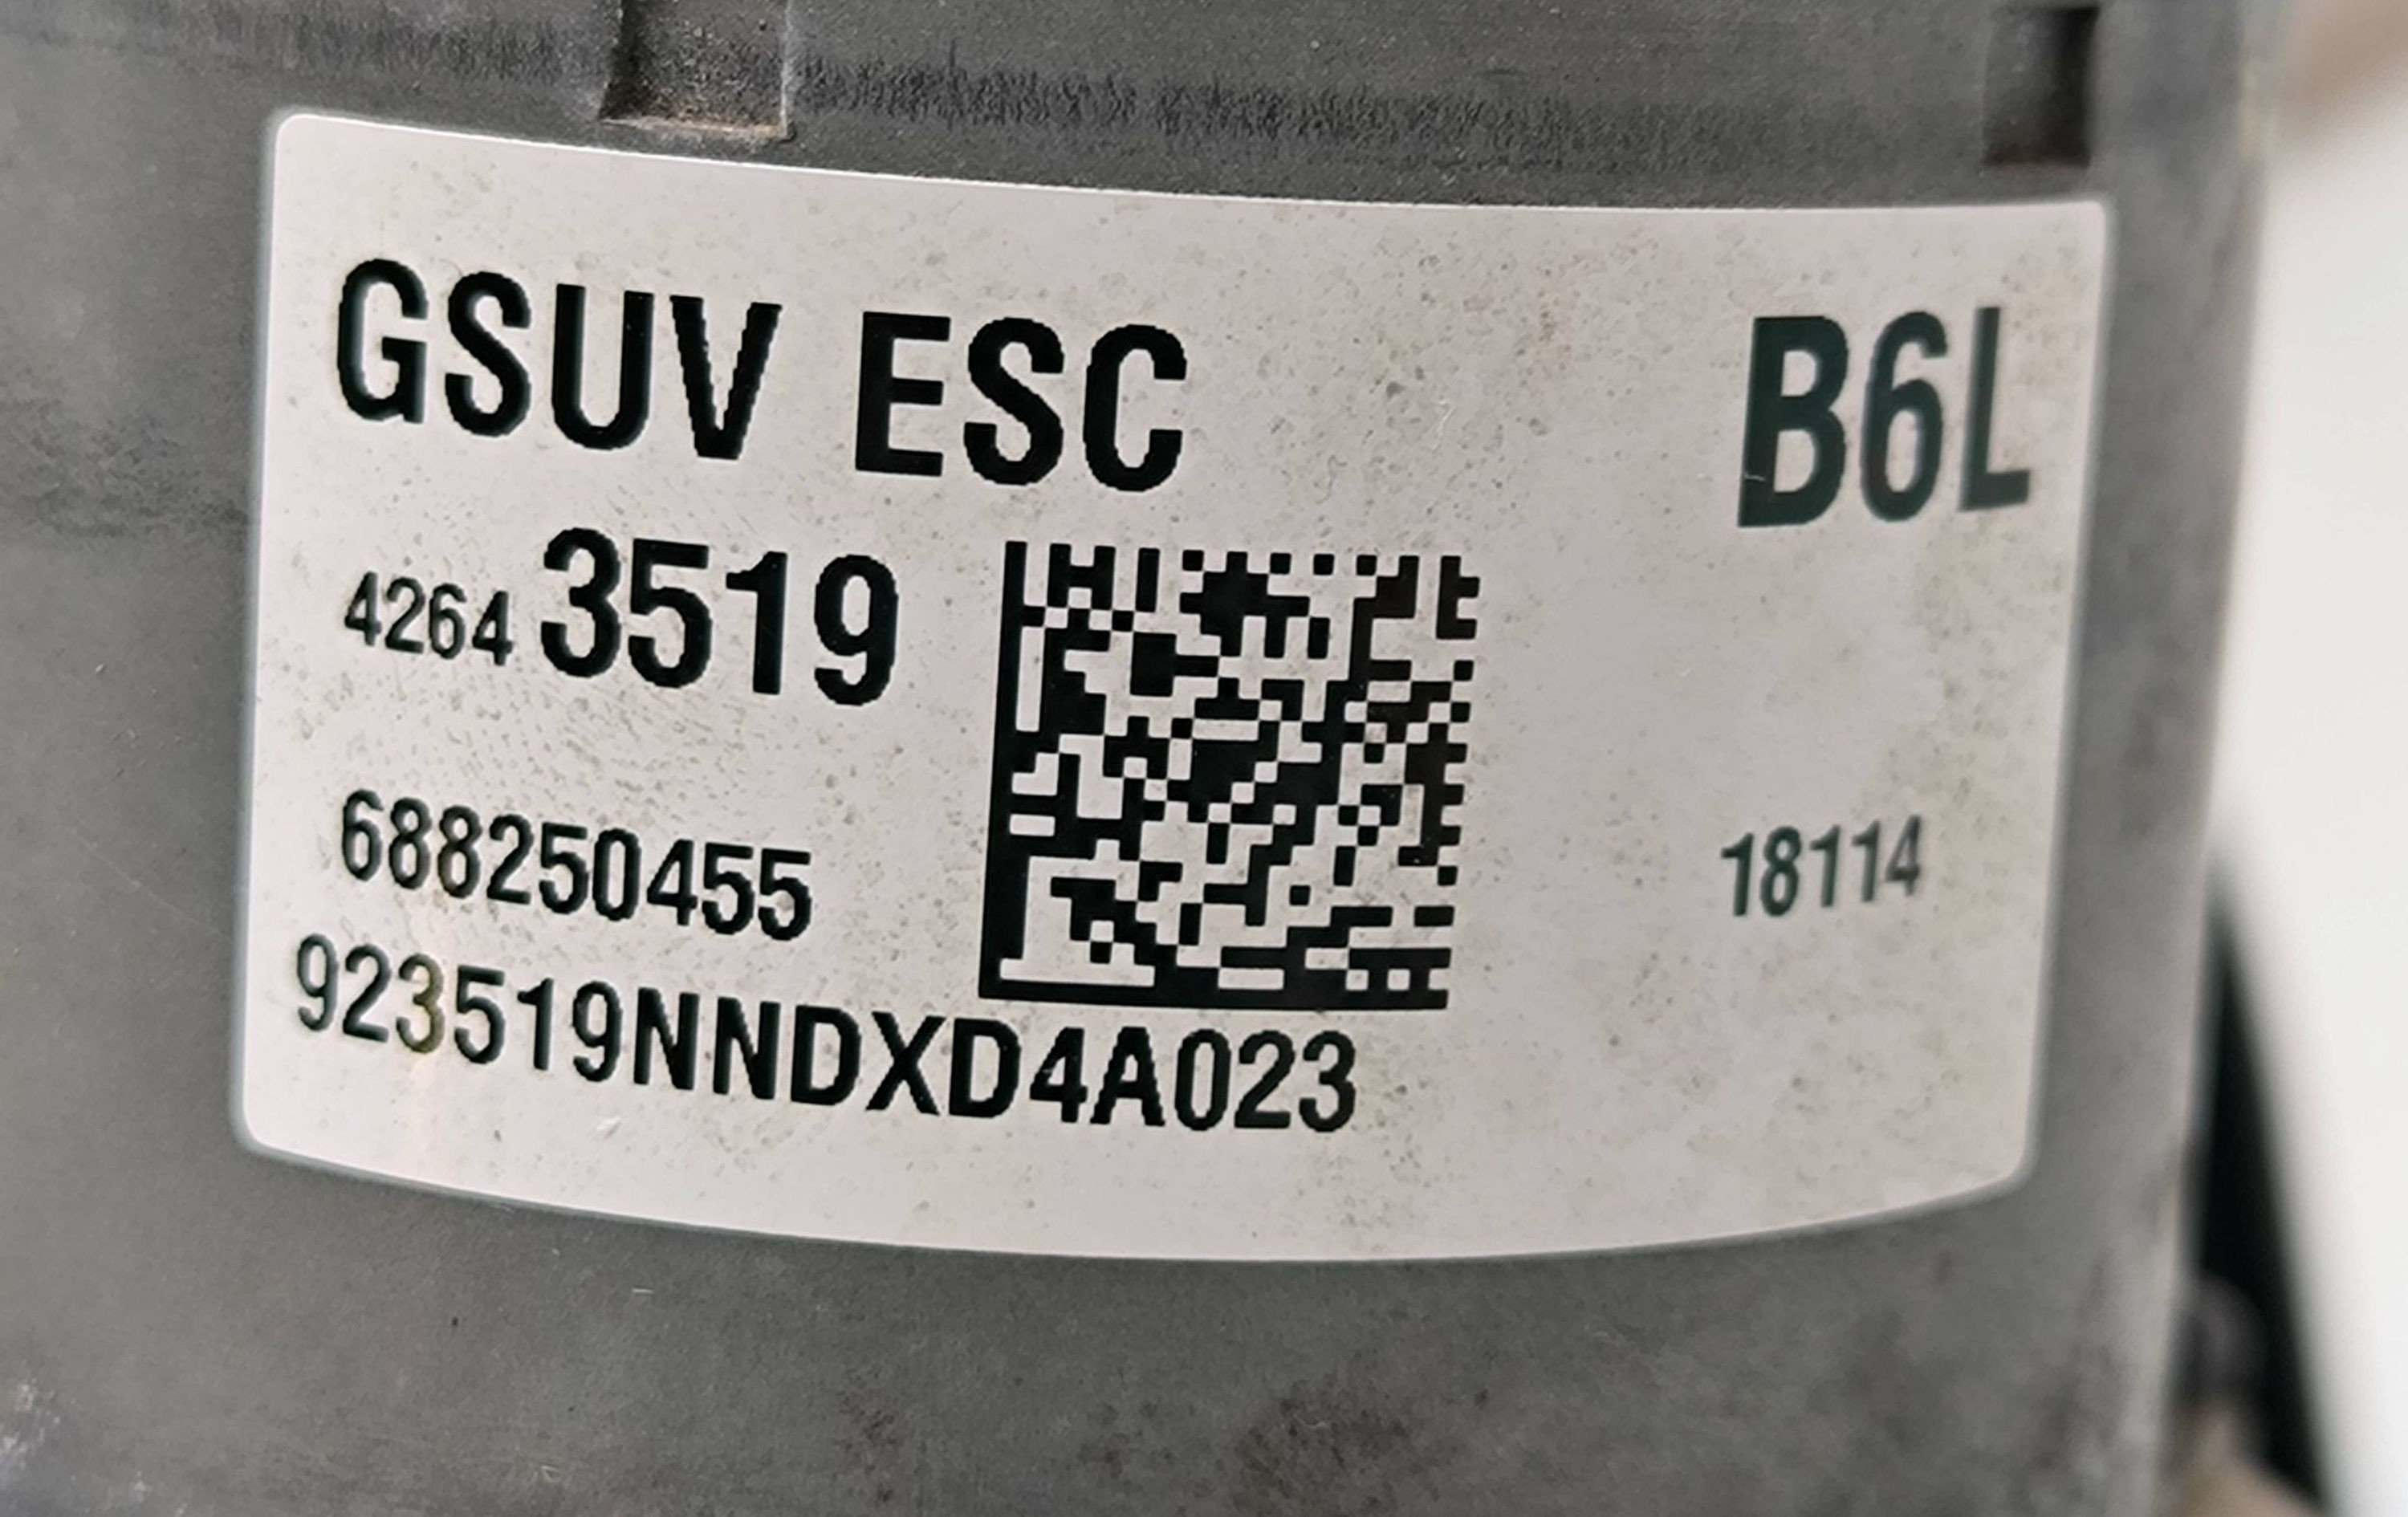 GSUV ESC B6L
4264 3519
688250455 18114
923519NNDXD4A023